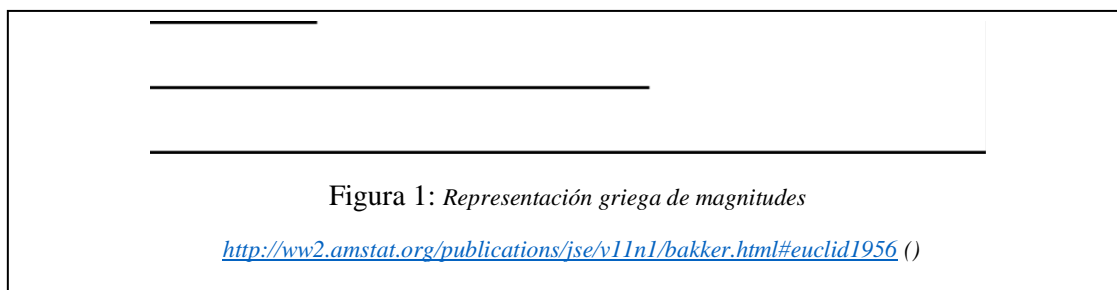 Figura 1: Representación griega de magnitudes
http://ww2.amstat.org/publications/jse/v11n1/bakker.html#euclid1956 ()